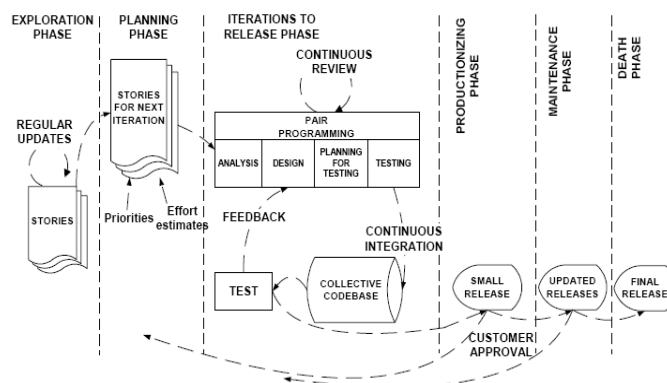 EXPLORATION
PHASE
PLANNING
PHASE
ITERATIONS TO
RELEASE PHASE
PRODUCTIONIZING
PHASE
MAINTENANCE
PHASE
DEATH
PHASE
REGULAR
UPDATES
STORIES
STORIES
FOR NEXT
ITERATION
Priorities
Effort
estimates
CONTINUOUS
REVIEW
PAIR
PROGRAMMING
ANALYSIS
DESIGN
PLANNING
FOR
TESTING
TESTING
FEEDBACK
CONTINUOUS
INTEGRATION
TEST
COLLECTIVE
CODEBASE
SMALL
RELEASE
UPDATED
RELEASES
FINAL
RELEASE
CUSTOMER
APPROVAL